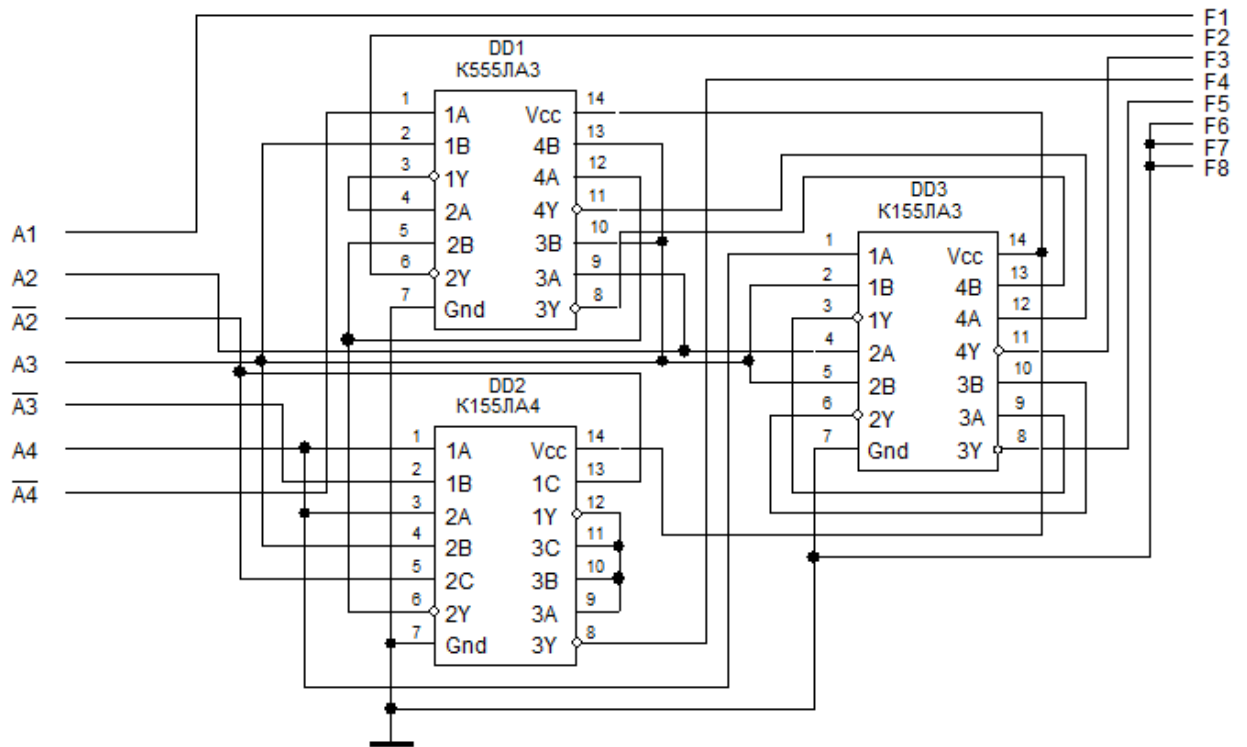 F1
F2
F3
F4
F5
F6
F7
F8
A1
A2
A2
A3
A3
A4
A4
DD1
К555ЛА3
1 1A Vcc 14
2 1B 4B 13
3 1Y 4A 12
4 2A 4Y 11
5 2B 3B 10
6 2Y 3A 9
7 Gnd 3Y 8
DD2
К155ЛА4
1 1A Vcc 14
2 1B 1C 13
3 2A 1Y 12
4 2B 3C 11
5 2C 3B 10
6 2Y 3A 9
7 Gnd 3Y 8
DD3
К155ЛА3
1 1A Vcc 14
2 1B 4B 13
3 1Y 4A 12
4 2A 4Y 11
5 2B 3B 10
6 2Y 3A 9
7 Gnd 3Y 8